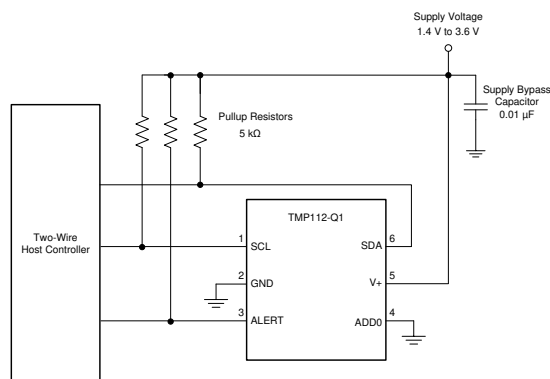 Supply Voltage
1.4 V to 3.6 V
Supply Bypass
Capacitor
0.01 µF
Pullup Resistors
5 kΩ
Two-Wire
Host Controller
TMP112-Q1
1
SCL
SDA
6
2
GND
V+
5
3
ALERT
ADD0
4